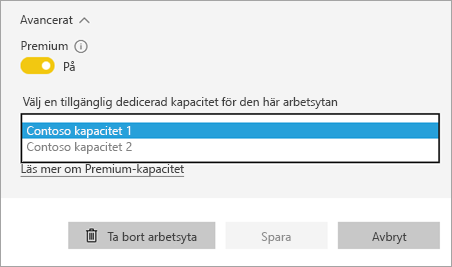 Avancerat
Premium
På
Välj en tillgänglig dedicerad kapacitet för den här arbetsytan
Contoso kapacitet 1
Contoso kapacitet 2
Läs mer om Premium-kapacitet
Ta bort arbetsyta Spara Avbryt